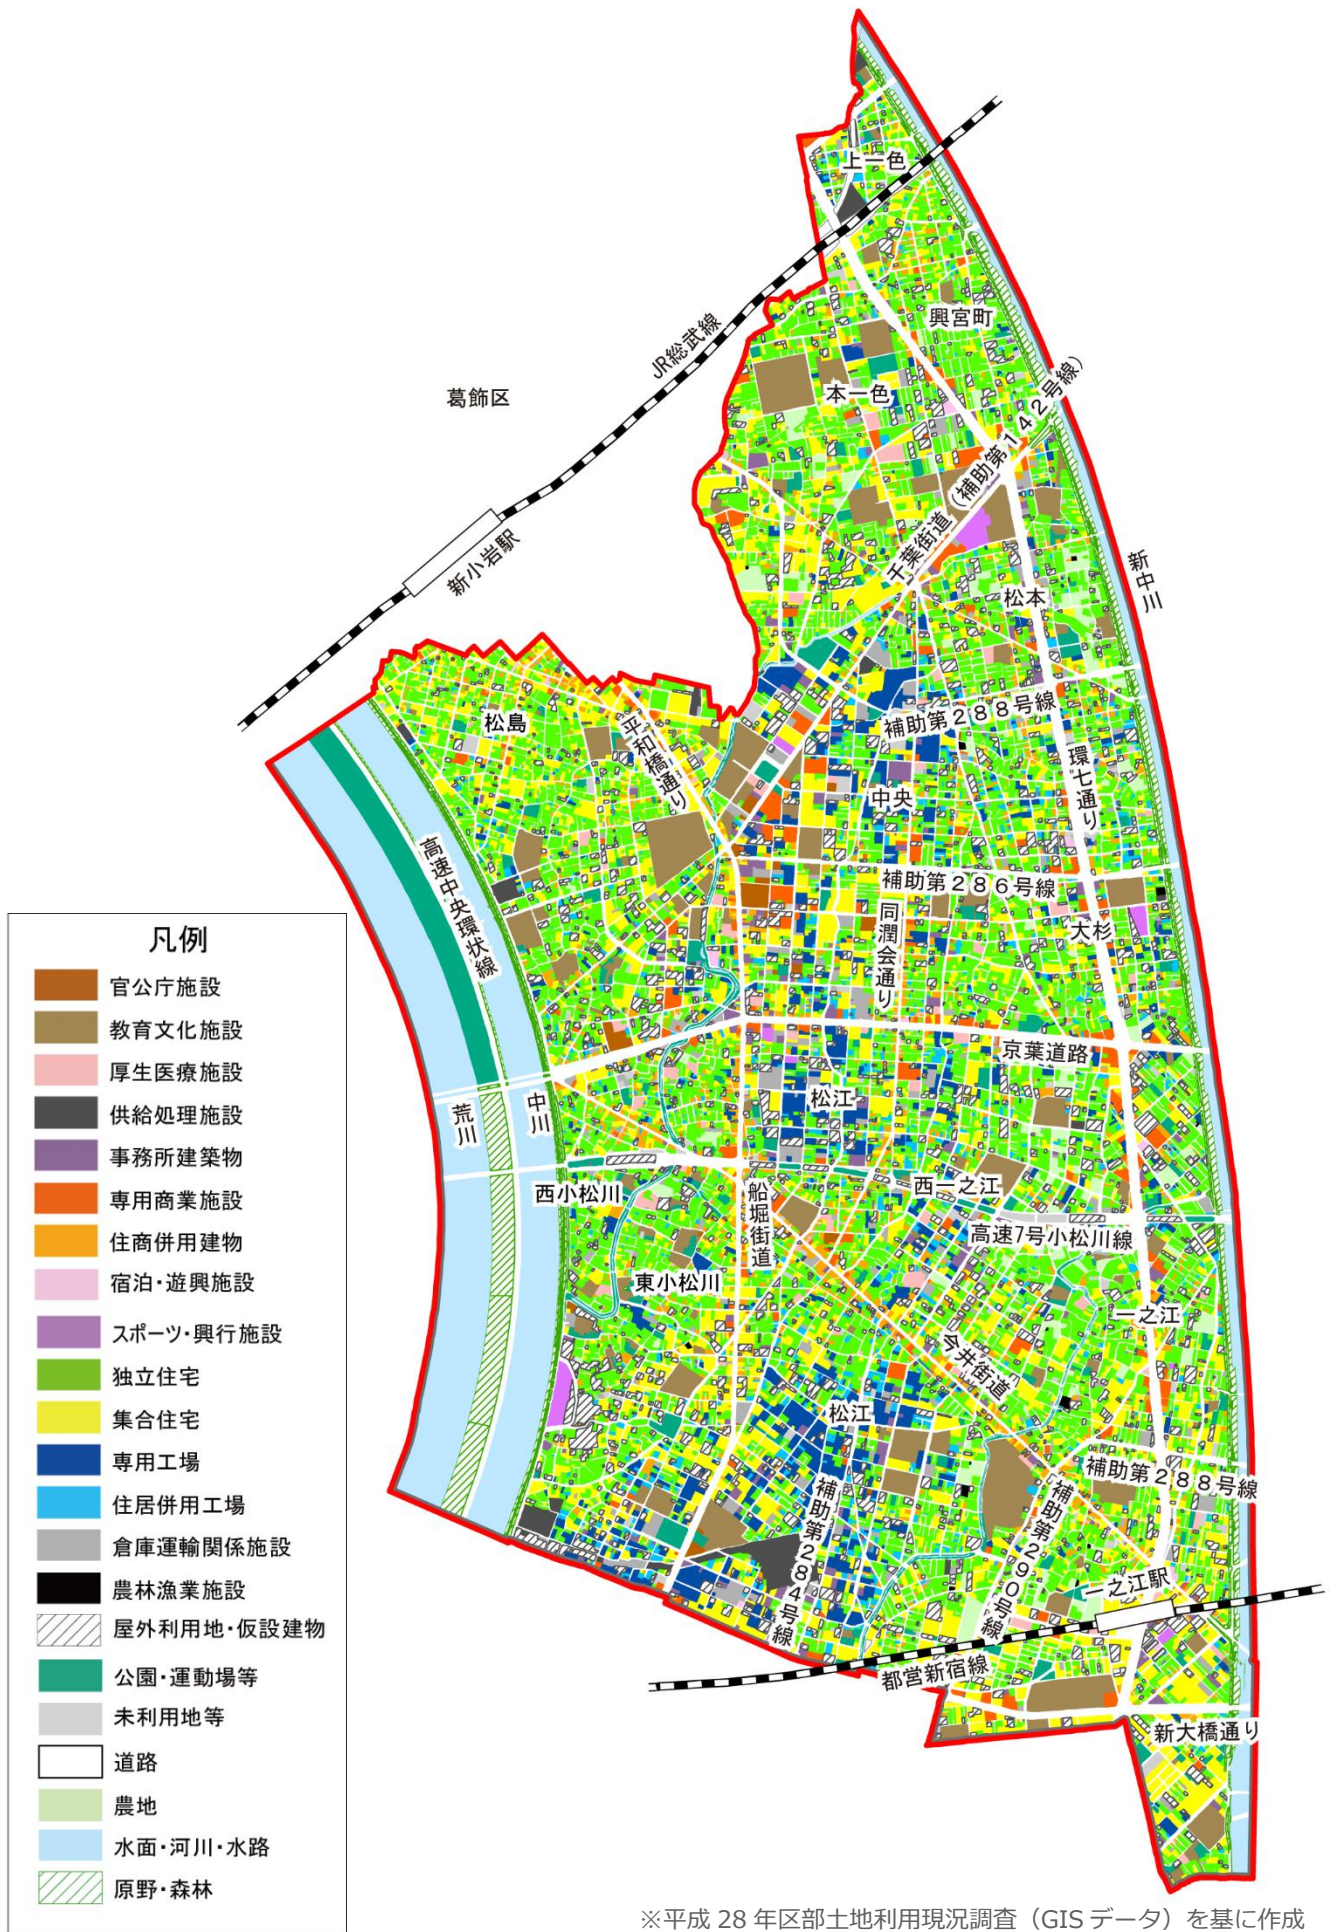 上一色
興宮町
JR総武線
葛飾区
本一色
千葉街道(補助第142号線)
新小岩駅
新中川
松本
補助第288号線
松島
平和橋通り
環七通り
中央
高速中央環状線
補助第286号線
同潤会通り
大杉
京葉道路
荒川
中川
松江
西小松川
船堀街道
西一之江
高速7号小松川線
東小松川
一之江
今井街道
松江
補助第288号線
補助第284号線
補助第290号線
一之江駅
都営新宿線
新大橋通り
凡例
官公庁施設
教育文化施設
厚生医療施設
供給処理施設
事務所建築物
専用商業施設
住商併用建物
宿泊・遊興施設
スポーツ・興行施設
独立住宅
集合住宅
専用工場
住居併用工場
倉庫運輸関係施設
農林漁業施設
屋外利用地・仮設建物
公園・運動場等
未利用地等
道路
農地
水面・河川・水路
原野・森林
※平成 28 年区部土地利用現況調査（GIS データ）を基に作成